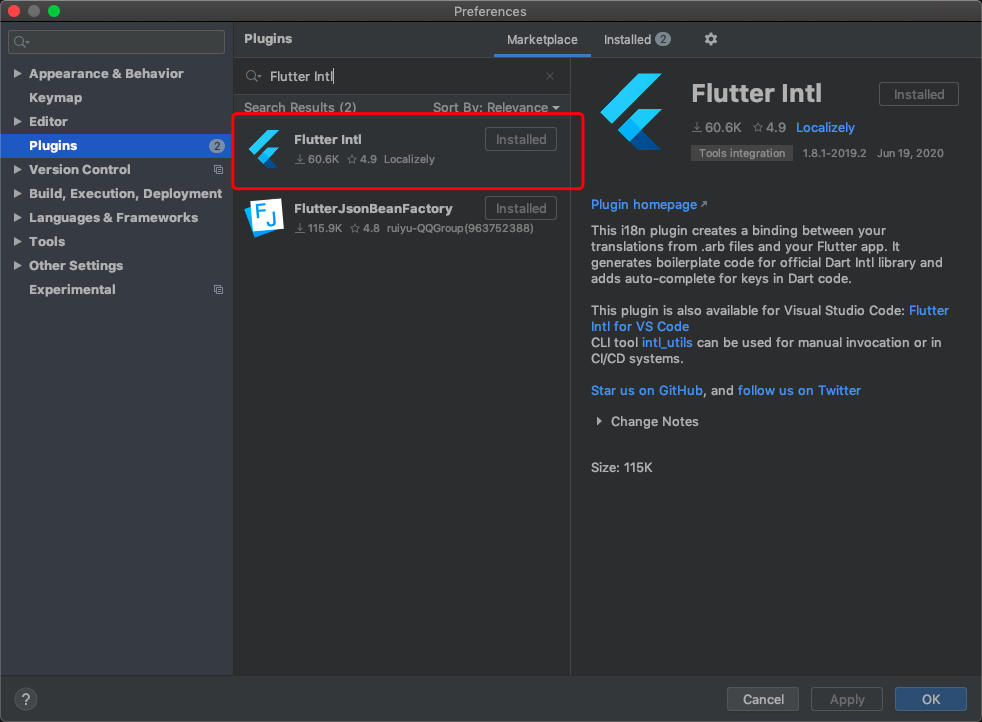 Preferences
Appearance & Behavior
Keymap
Editor
Plugins 2
Version Control
Build, Execution, Deployment
Languages & Frameworks
Tools
Other Settings
Experimental
Plugins
Marketplace
Installed 2
Flutter Intl
Search Results (2) Sort By: Relevance
Flutter Intl Installed
60.6K 4.9 Localizely
FJ
FlutterJsonBeanFactory Installed
115.9K 4.8 ruiyu-QQGroup(963752388)
Flutter Intl Installed
60.6K 4.9 Localizely
Tools integration 1.8.1-2019.2 Jun 19, 2020
Plugin homepage
This i18n plugin creates a binding between your
translations from .arb files and your Flutter app. It
generates boilerplate code for official Dart Intl library and
adds auto-complete for keys in Dart code.
This plugin is also available for Visual Studio Code: Flutter
Intl for VS Code
CLI tool intl_utils can be used for manual invocation or in
CI/CD systems.
Star us on GitHub, and follow us on Twitter
Change Notes
Size: 115K
?
Cancel
Apply
OK